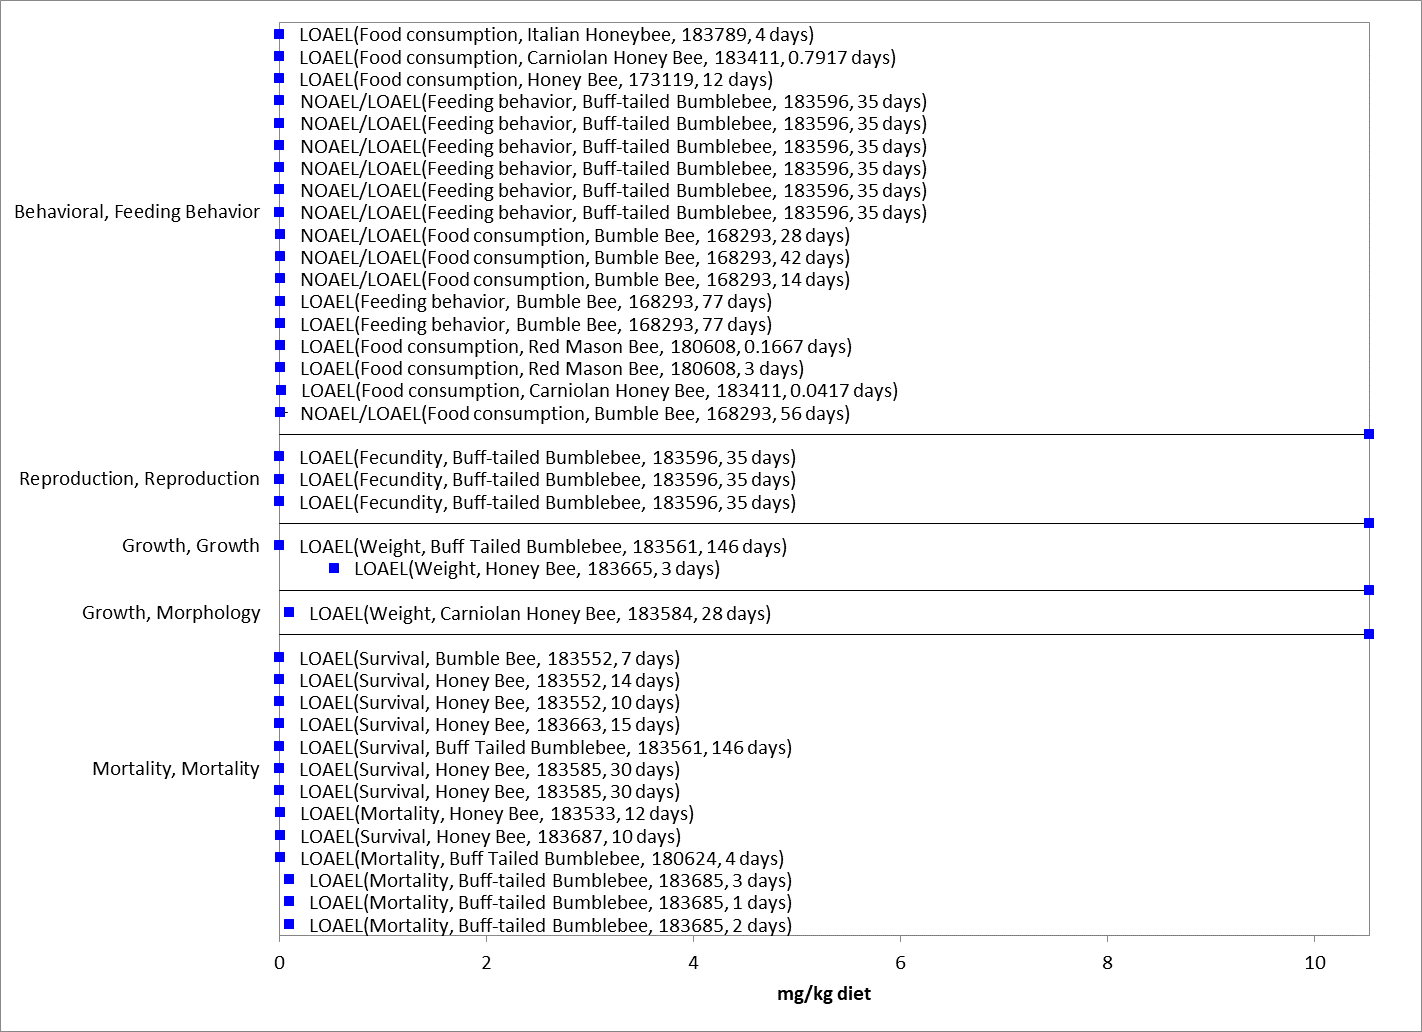 LOAEL(Food consumption, Italian Honeybee, 183789, 4 days)
LOAEL(Food consumption, Carniolan Honey Bee, 183411, 0.7917 days)
LOAEL(Food consumption, Honey Bee, 173119, 12 days)
NOAEL/LOAEL(Feeding behavior, Buff-tailed Bumblebee, 183596, 35 days)
NOAEL/LOAEL(Feeding behavior, Buff-tailed Bumblebee, 183596, 35 days)
NOAEL/LOAEL(Feeding behavior, Buff-tailed Bumblebee, 183596, 35 days)
NOAEL/LOAEL(Feeding behavior, Buff-tailed Bumblebee, 183596, 35 days)
NOAEL/LOAEL(Feeding behavior, Buff-tailed Bumblebee, 183596, 35 days)
Behavioral, Feeding Behavior
NOAEL/LOAEL(Feeding behavior, Buff-tailed Bumblebee, 183596, 35 days)
NOAEL/LOAEL(Food consumption, Bumble Bee, 168293, 28 days)
NOAEL/LOAEL(Food consumption, Bumble Bee, 168293, 42 days)
NOAEL/LOAEL(Food consumption, Bumble Bee, 168293, 14 days)
LOAEL(Feeding behavior, Bumble Bee, 168293, 77 days)
LOAEL(Feeding behavior, Bumble Bee, 168293, 77 days)
LOAEL(Food consumption, Red Mason Bee, 180608, 0.1667 days)
LOAEL(Food consumption, Red Mason Bee, 180608, 3 days)
LOAEL(Food consumption, Carniolan Honey Bee, 183411, 0.0417 days)
NOAEL/LOAEL(Food consumption, Bumble Bee, 168293, 56 days)
LOAEL(Fecundity, Buff-tailed Bumblebee, 183596, 35 days)
Reproduction, Reproduction
LOAEL(Fecundity, Buff-tailed Bumblebee, 183596, 35 days)
LOAEL(Fecundity, Buff-tailed Bumblebee, 183596, 35 days)
Growth, Growth
LOAEL(Weight, Buff Tailed Bumblebee, 183561, 146 days)
LOAEL(Weight, Honey Bee, 183665, 3 days)
Growth, Morphology
LOAEL(Weight, Carniolan Honey Bee, 183584, 28 days)
LOAEL(Survival, Bumble Bee, 183552, 7 days)
LOAEL(Survival, Honey Bee, 183552, 14 days)
LOAEL(Survival, Honey Bee, 183552, 10 days)
LOAEL(Survival, Honey Bee, 183663, 15 days)
LOAEL(Survival, Buff Tailed Bumblebee, 183561, 146 days)
Mortality, Mortality
LOAEL(Survival, Honey Bee, 183585, 30 days)
LOAEL(Survival, Honey Bee, 183585, 30 days)
LOAEL(Mortality, Honey Bee, 183533, 12 days)
LOAEL(Survival, Honey Bee, 183687, 10 days)
LOAEL(Mortality, Buff Tailed Bumblebee, 180624, 4 days)
LOAEL(Mortality, Buff-tailed Bumblebee, 183685, 3 days)
LOAEL(Mortality, Buff-tailed Bumblebee, 183685, 1 days)
LOAEL(Mortality, Buff-tailed Bumblebee, 183685, 2 days)
0 2 4 6 8 10
mg/kg diet